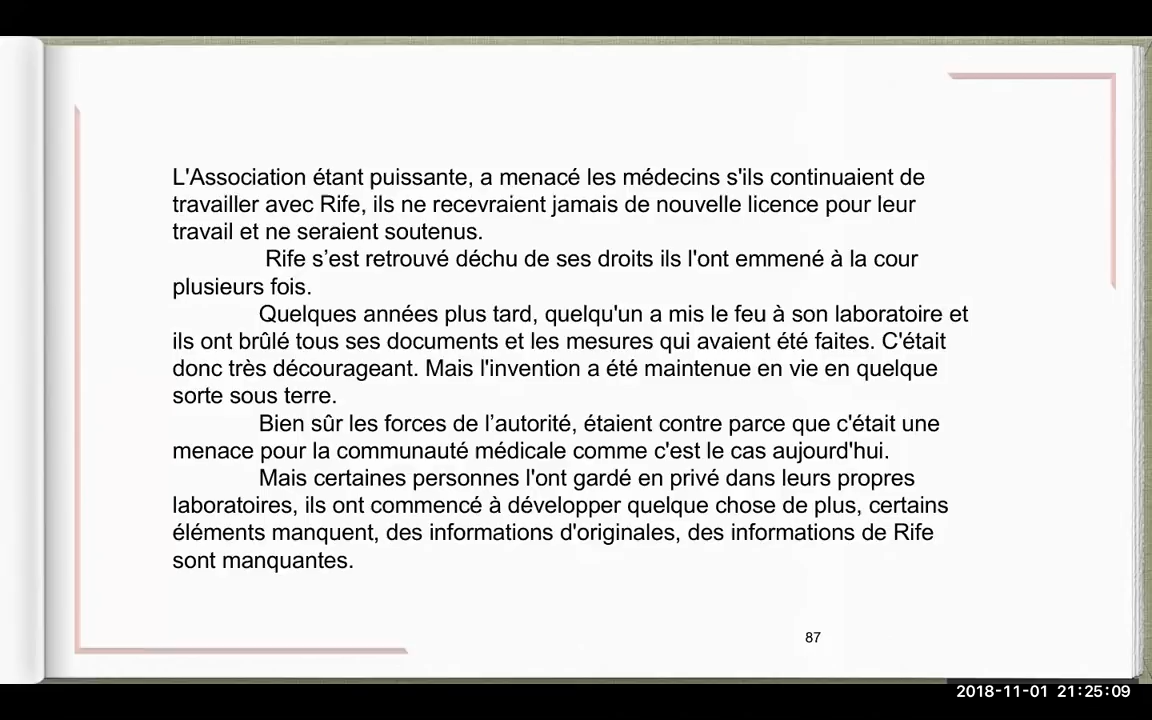 L'Association étant puissante, a menacé les médecins s'ils continuaient de
travailler avec Rife, ils ne recevraient jamais de nouvelle licence pour leur
travail et ne seraient soutenus.
Rife s’est retrouvé déchu de ses droits ils l'ont emmené à la cour
plusieurs fois.
Quelques années plus tard, quelqu'un a mis le feu à son laboratoire et
ils ont brûlé tous ses documents et les mesures qui avaient été faites. C'était
donc très décourageant. Mais l'invention a été maintenue en vie en quelque
sorte sous terre.
Bien sûr les forces de l’autorité, étaient contre parce que c'était une
menace pour la communauté médicale comme c'est le cas aujourd'hui.
Mais certaines personnes l'ont gardé en privé dans leurs propres
laboratoires, ils ont commencé à développer quelque chose de plus, certains
éléments manquent, des informations d'originales, des informations de Rife
sont manquantes.
87
2018-11-01 21:25:09